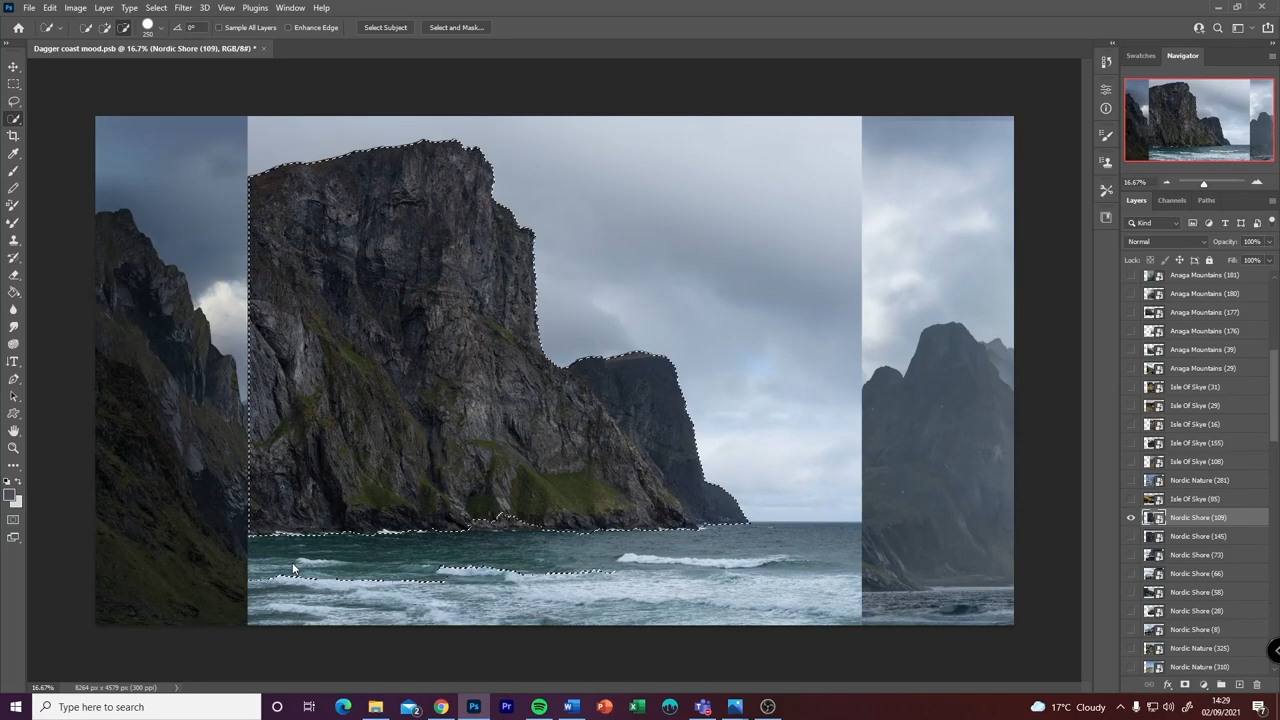 File Edit Image Layer Type Select Filter 3D View Plugins Window Help
250 0° Sample All Layers Enhance Edge Select Subject Select and Mask...
Dagger coast mood.psb @ 16.7% (Nordic Shore (109), RGB/8#) *
Swatches Navigator
16.67%
Layers Channels Paths
Kind
Normal Opacity: 100%
Lock: Fill: 100%
Anaga Mountains (181)
Anaga Mountains (180)
Anaga Mountains (177)
Anaga Mountains (176)
Anaga Mountains (39)
Anaga Mountains (29)
Isle Of Skye (31)
Isle Of Skye (29)
Isle Of Skye (16)
Isle Of Skye (155)
Isle Of Skye (108)
Nordic Nature (281)
Isle Of Skye (85)
Nordic Shore (109)
Nordic Shore (145)
Nordic Shore (73)
Nordic Shore (66)
Nordic Shore (58)
Nordic Shore (28)
Nordic Shore (8)
Nordic Nature (325)
Nordic Nature (310)
16.67% 8264 px x 4579 px (300 ppi)
Type here to search
17°C Cloudy
14:29
02/09/2021